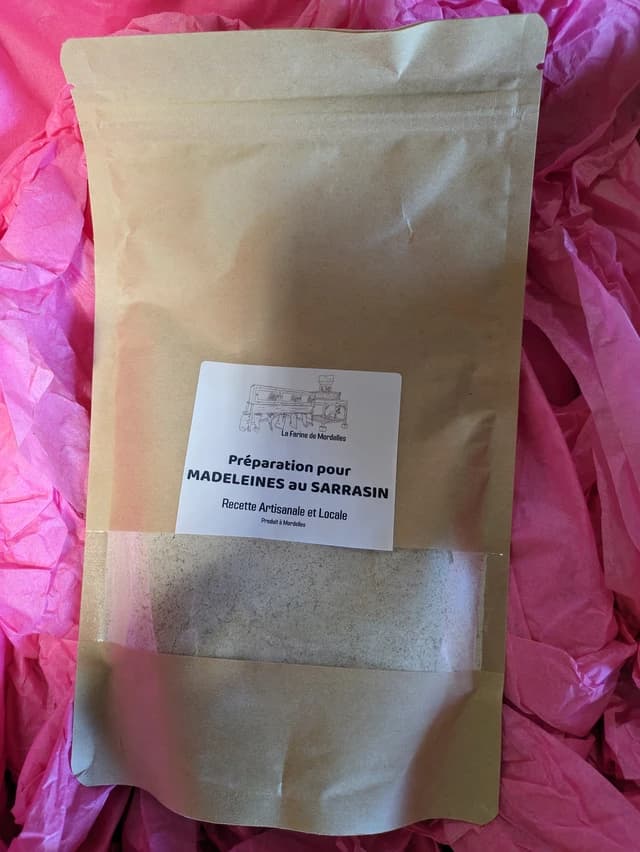 La Farine de Mordelles
Préparation pour
MADELEINES au SARRASIN
Recette Artisanale et Locale
Produit à Mordelles